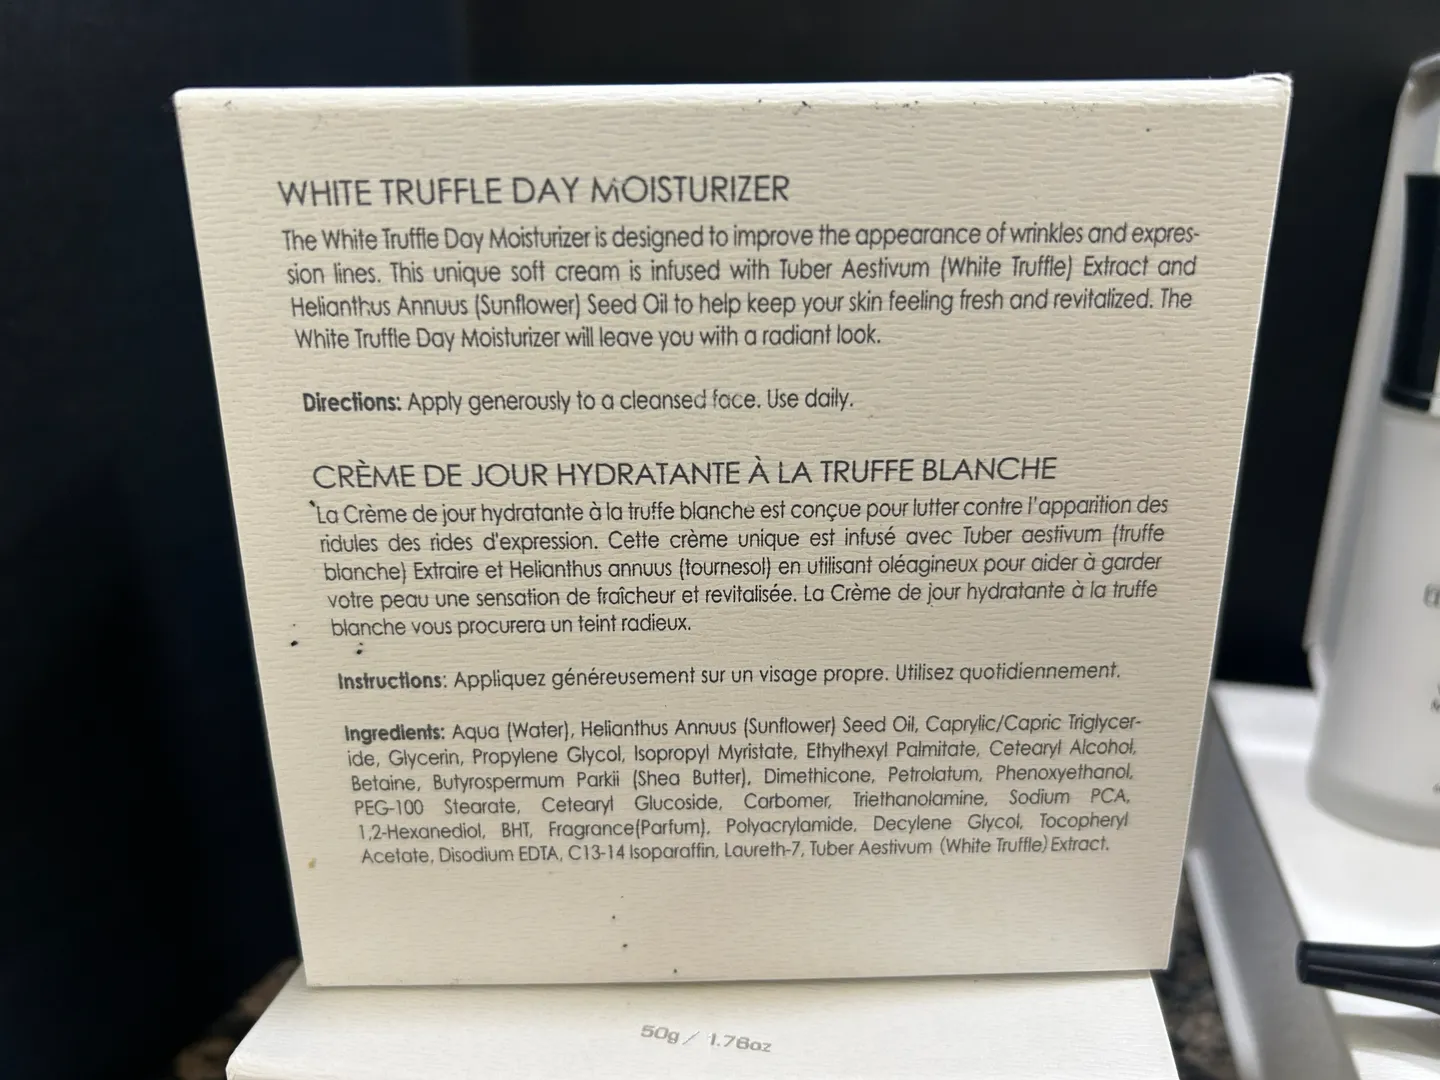 WHITE TRUFFLE DAY MOISTURIZER
The White Truffle Day Moisturizer is designed to improve the appearance of wrinkles and expres-
sion lines. This unique soft cream is infused with Tuber Aestivum (White Truffle) Extract and
Helianthus Annuus (Sunflower) Seed Oil to help keep your skin feeling fresh and revitalized. The
White Truffle Day Moisturizer will leave you with a radiant look.
Directions: Apply generously to a cleansed face. Use daily.
CRÈME DE JOUR HYDRATANTE À LA TRUFFE BLANCHE
La Crème de jour hydratante à la truffe blanche est conçue pour lutter contre l'apparition des
ridules des rides d'expression. Cette crème unique est infusé avec Tuber aestivum (truffe
blanche) Extraire et Helianthus annuus (tournesol) en utilisant oléagineux pour aider à garder
votre peau une sensation de fraîcheur et revitalisée. La Crème de jour hydratante à la truffe
blanche vous procurera un teint radieux.
Instructions: Appliquez généreusement sur un visage propre. Utilisez quotidiennement.
Ingredients: Aqua (Water), Helianthus Annuus (Sunflower) Seed Oil, Caprylic/Capric Triglycer-
ide, Glycerin, Propylene Glycol, Isopropyl Myristate, Ethylhexyl Palmitate, Cetearyl Alcohol,
Betaine, Butyrospermum Parkii (Shea Butter), Dimethicone, Petrolatum, Phenoxyethanol,
PEG-100 Stearate, Cetearyl Glucoside, Carbomer, Triethanolamine, Sodium PCA,
1,2-Hexanediol, BHT, Fragrance(Parfum), Polyacrylamide, Decylene Glycol, Tocopheryl
Acetate, Disodium EDTA, C13-14 Isoparaffin, Laureth-7, Tuber Aestivum (White Truffle) Extract.
50g / 1.76oz